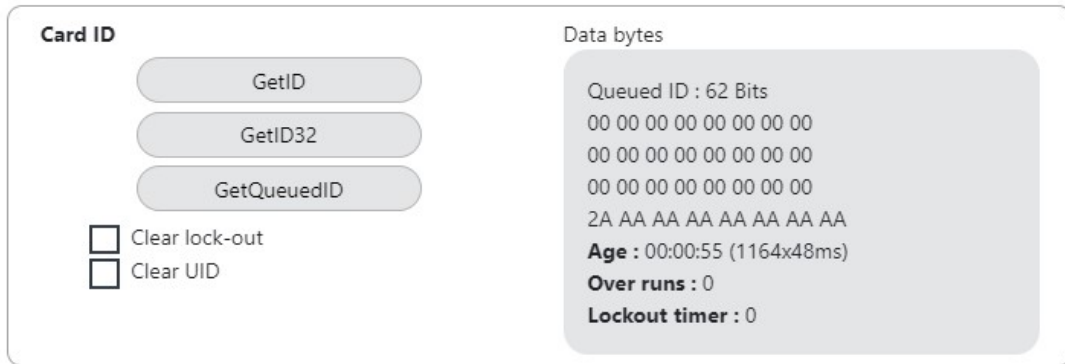 Card ID
GetID
GetID32
GetQueuedID
Clear lock-out
Clear UID
Data bytes
Queued ID : 62 Bits
00 00 00 00 00 00 00 00
00 00 00 00 00 00 00 00
00 00 00 00 00 00 00 00
2A AA AA AA AA AA AA AA
Age : 00:00:55 (1164x48ms)
Over runs : 0
Lockout timer : 0